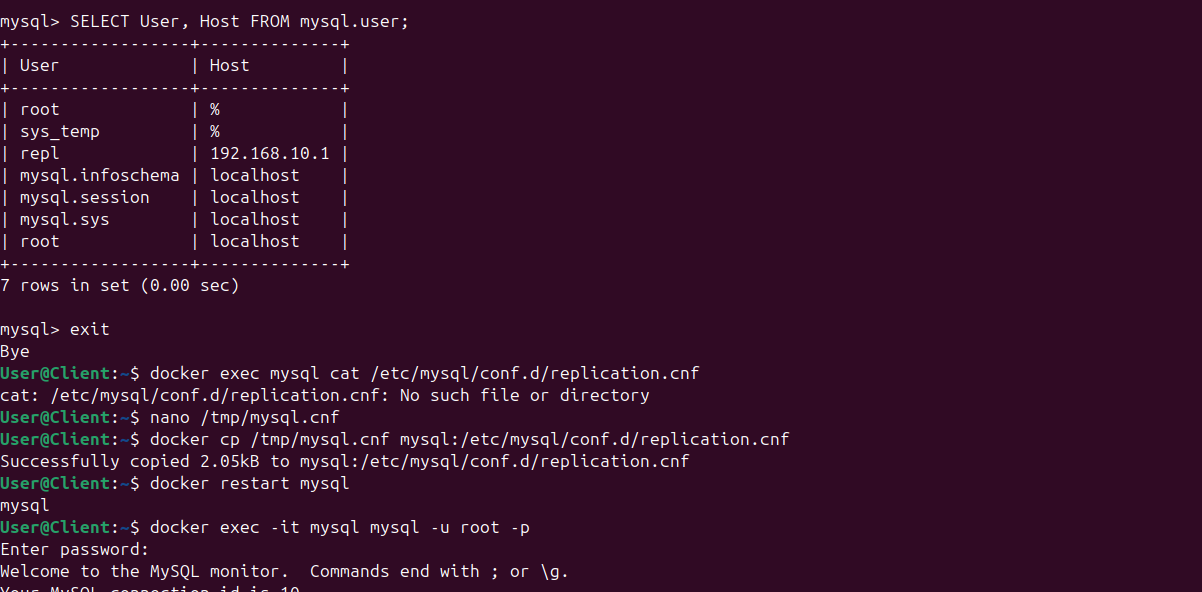 mysql> SELECT User, Host FROM mysql.user;
+------------------+--------------+
| User             | Host         |
+------------------+--------------+
| root             | %            |
| sys_temp         | %            |
| repl             | 192.168.10.1 |
| mysql.infoschema | localhost    |
| mysql.session    | localhost    |
| mysql.sys        | localhost    |
| root             | localhost    |
+------------------+--------------+
7 rows in set (0.00 sec)
mysql> exit
Bye
User@Client:~$ docker exec mysql cat /etc/mysql/conf.d/replication.cnf
cat: /etc/mysql/conf.d/replication.cnf: No such file or directory
User@Client:~$ nano /tmp/mysql.cnf
User@Client:~$ docker cp /tmp/mysql.cnf mysql:/etc/mysql/conf.d/replication.cnf
Successfully copied 2.05kB to mysql:/etc/mysql/conf.d/replication.cnf
User@Client:~$ docker restart mysql
mysql
User@Client:~$ docker exec -it mysql mysql -u root -p
Enter password:
Welcome to the MySQL monitor.  Commands end with ; or \g.
Your MySQL connection id is 10